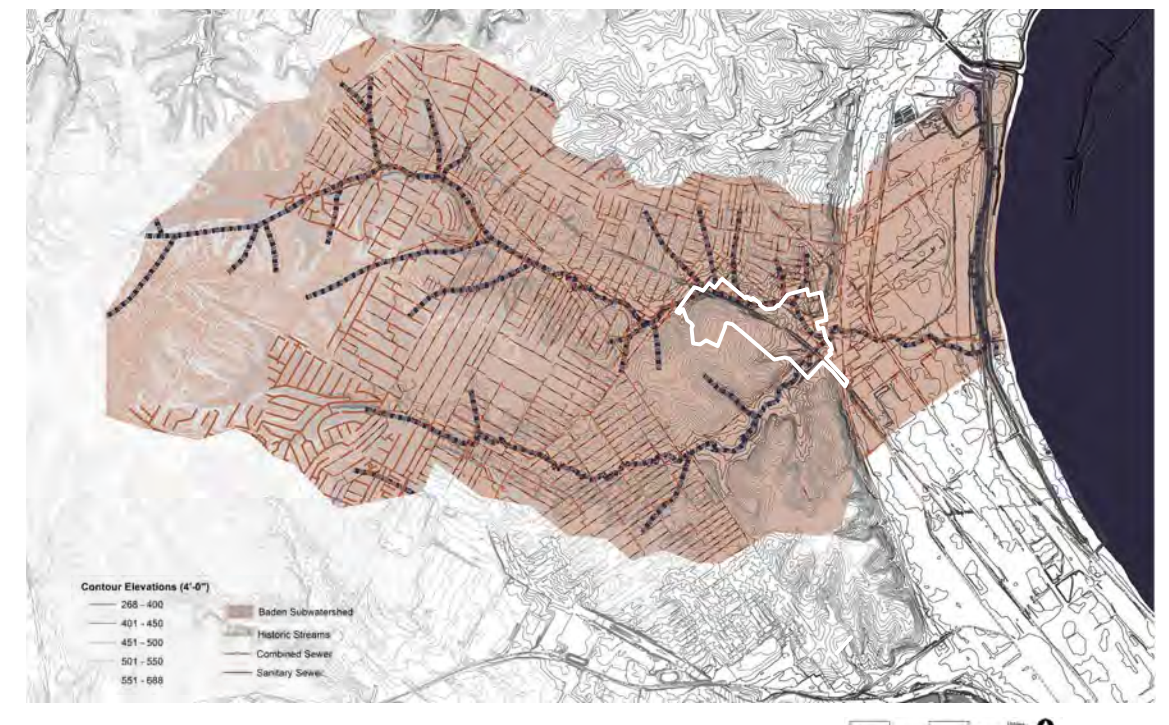 Contour Elevations (4'-0")
268 - 400
401 - 450
451 - 500
501 - 550
551 - 688
Baden Subwatershed
Historic Streams
Combined Sewer
Sanitary Sewer